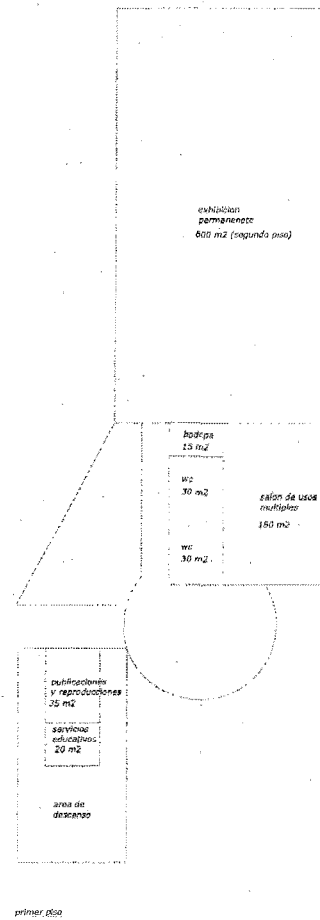 exhibicion
permanenete
600 m2 (segundo piso)
bodega
15 m2
wc
30 m2
salon de usos
multiples
150 m2
wc
30 m2
publicaciones
y reproducciones
35 m2
servicios
educativos
20 m2
area de
descenso
primer piso